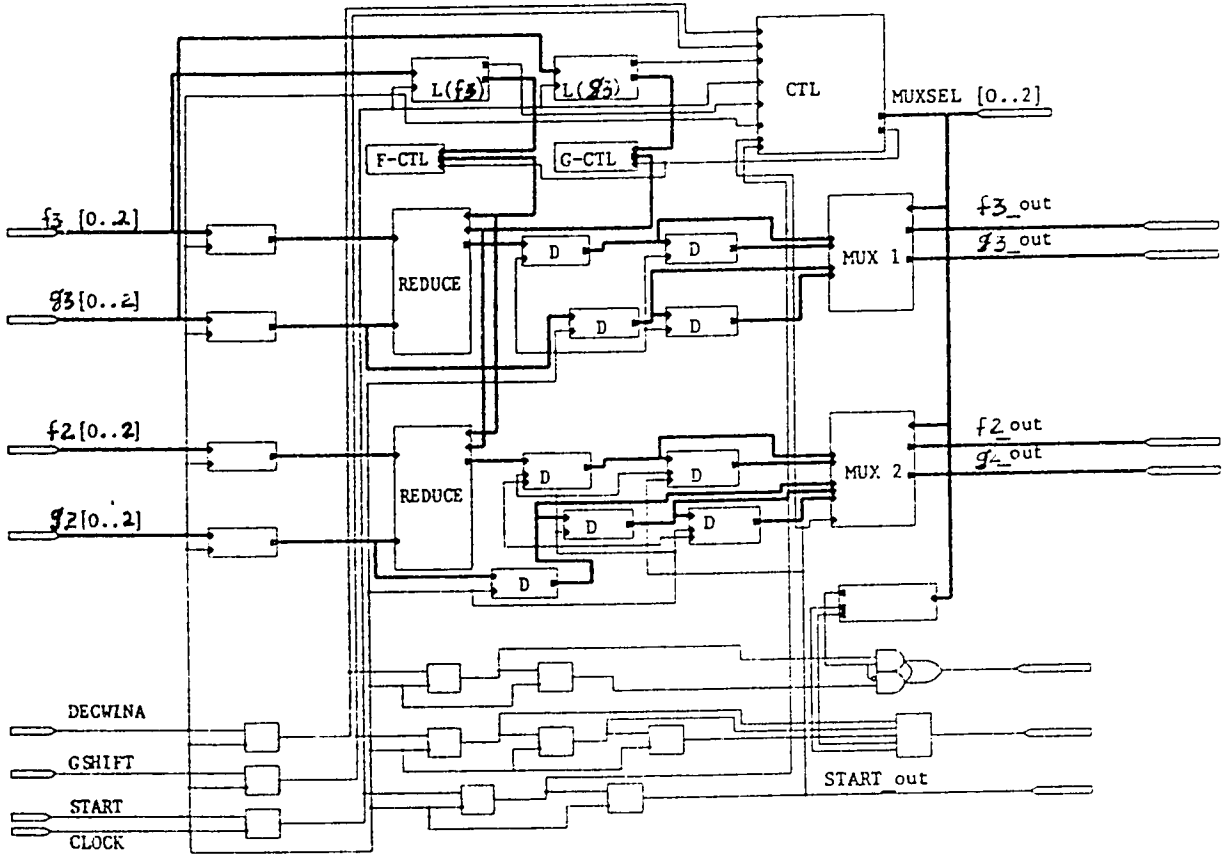 CTL
MUXSEL [0..2]
L(f3)
L(g3)
F-CTL
G-CTL
f3 [0..2]
f3_out
D
D
g3_out
MUX 1
REDUCE
g3[0..2]
D
D
f2[0..2]
f2_out
g2_out
D
D
MUX 2
REDUCE
g2[0..2]
D
D
D
DECWINA
GSHIFT
START_out
START
CLOCK